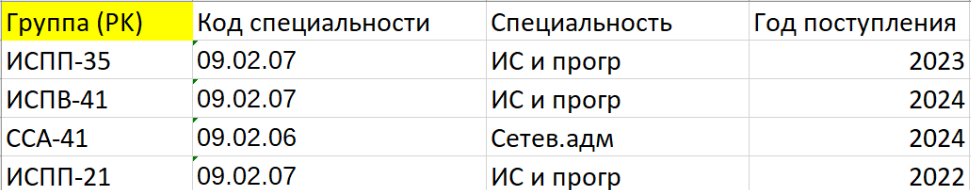 Группа (PK) Код специальности Специальность Год поступления
ИСПП-35 09.02.07 ИС и прогр 2023
ИСПВ-41 09.02.07 ИС и прогр 2024
ССА-41 09.02.06 Сетев.адм 2024
ИСПП-21 09.02.07 ИС и прогр 2022